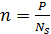 n = P/N_S